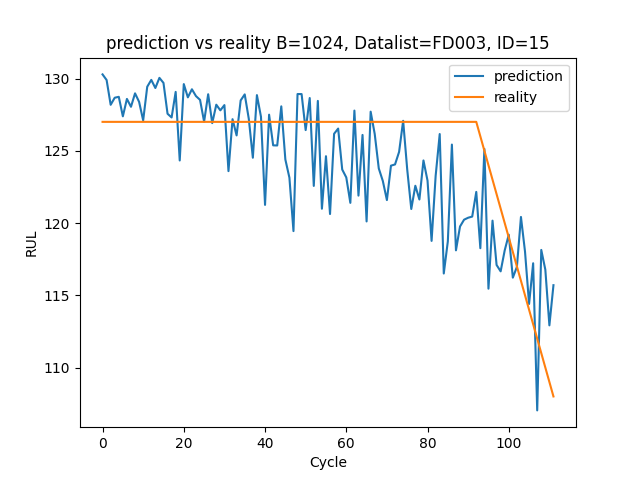 prediction vs reality B=1024, Datalist=FD003, ID=15
prediction
reality
130
125
120
115
110
RUL
0 20 40 60 80 100
Cycle